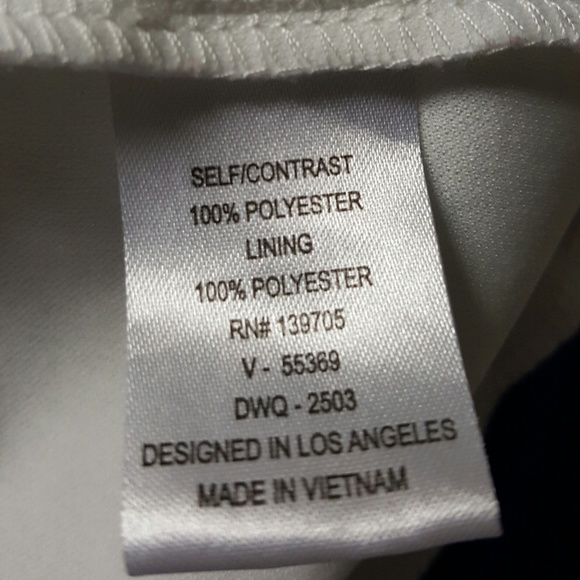 SELF/CONTRAST
100% POLYESTER
LINING
100% POLYESTER
RN# 139705
V - 55369
DWQ - 2503
DESIGNED IN LOS ANGELES
MADE IN VIETNAM